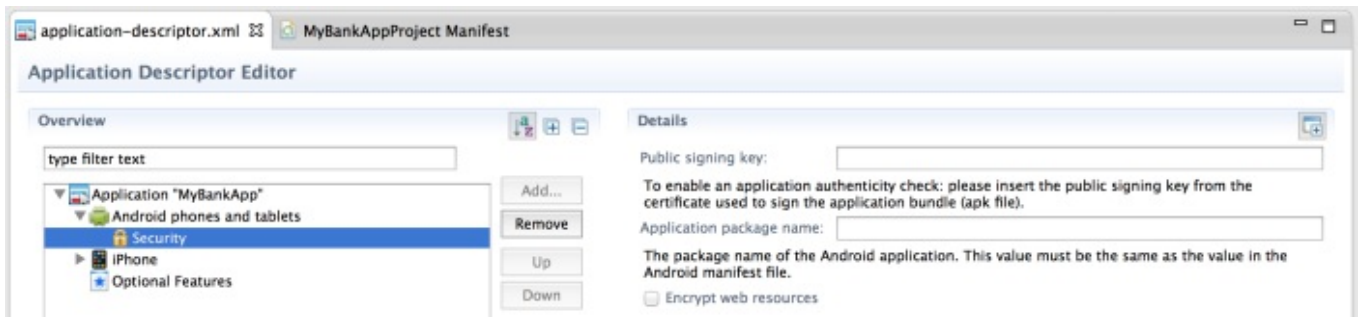 application-descriptor.xml MyBankAppProject Manifest
Application Descriptor Editor
Overview
type filter text
Application "MyBankApp"
Android phones and tablets
Security
iPhone
Optional Features
Add...
Remove
Up
Down
Details
Public signing key:
To enable an application authenticity check: please insert the public signing key from the
certificate used to sign the application bundle (apk file).
Application package name:
The package name of the Android application. This value must be the same as the value in the
Android manifest file.
Encrypt web resources